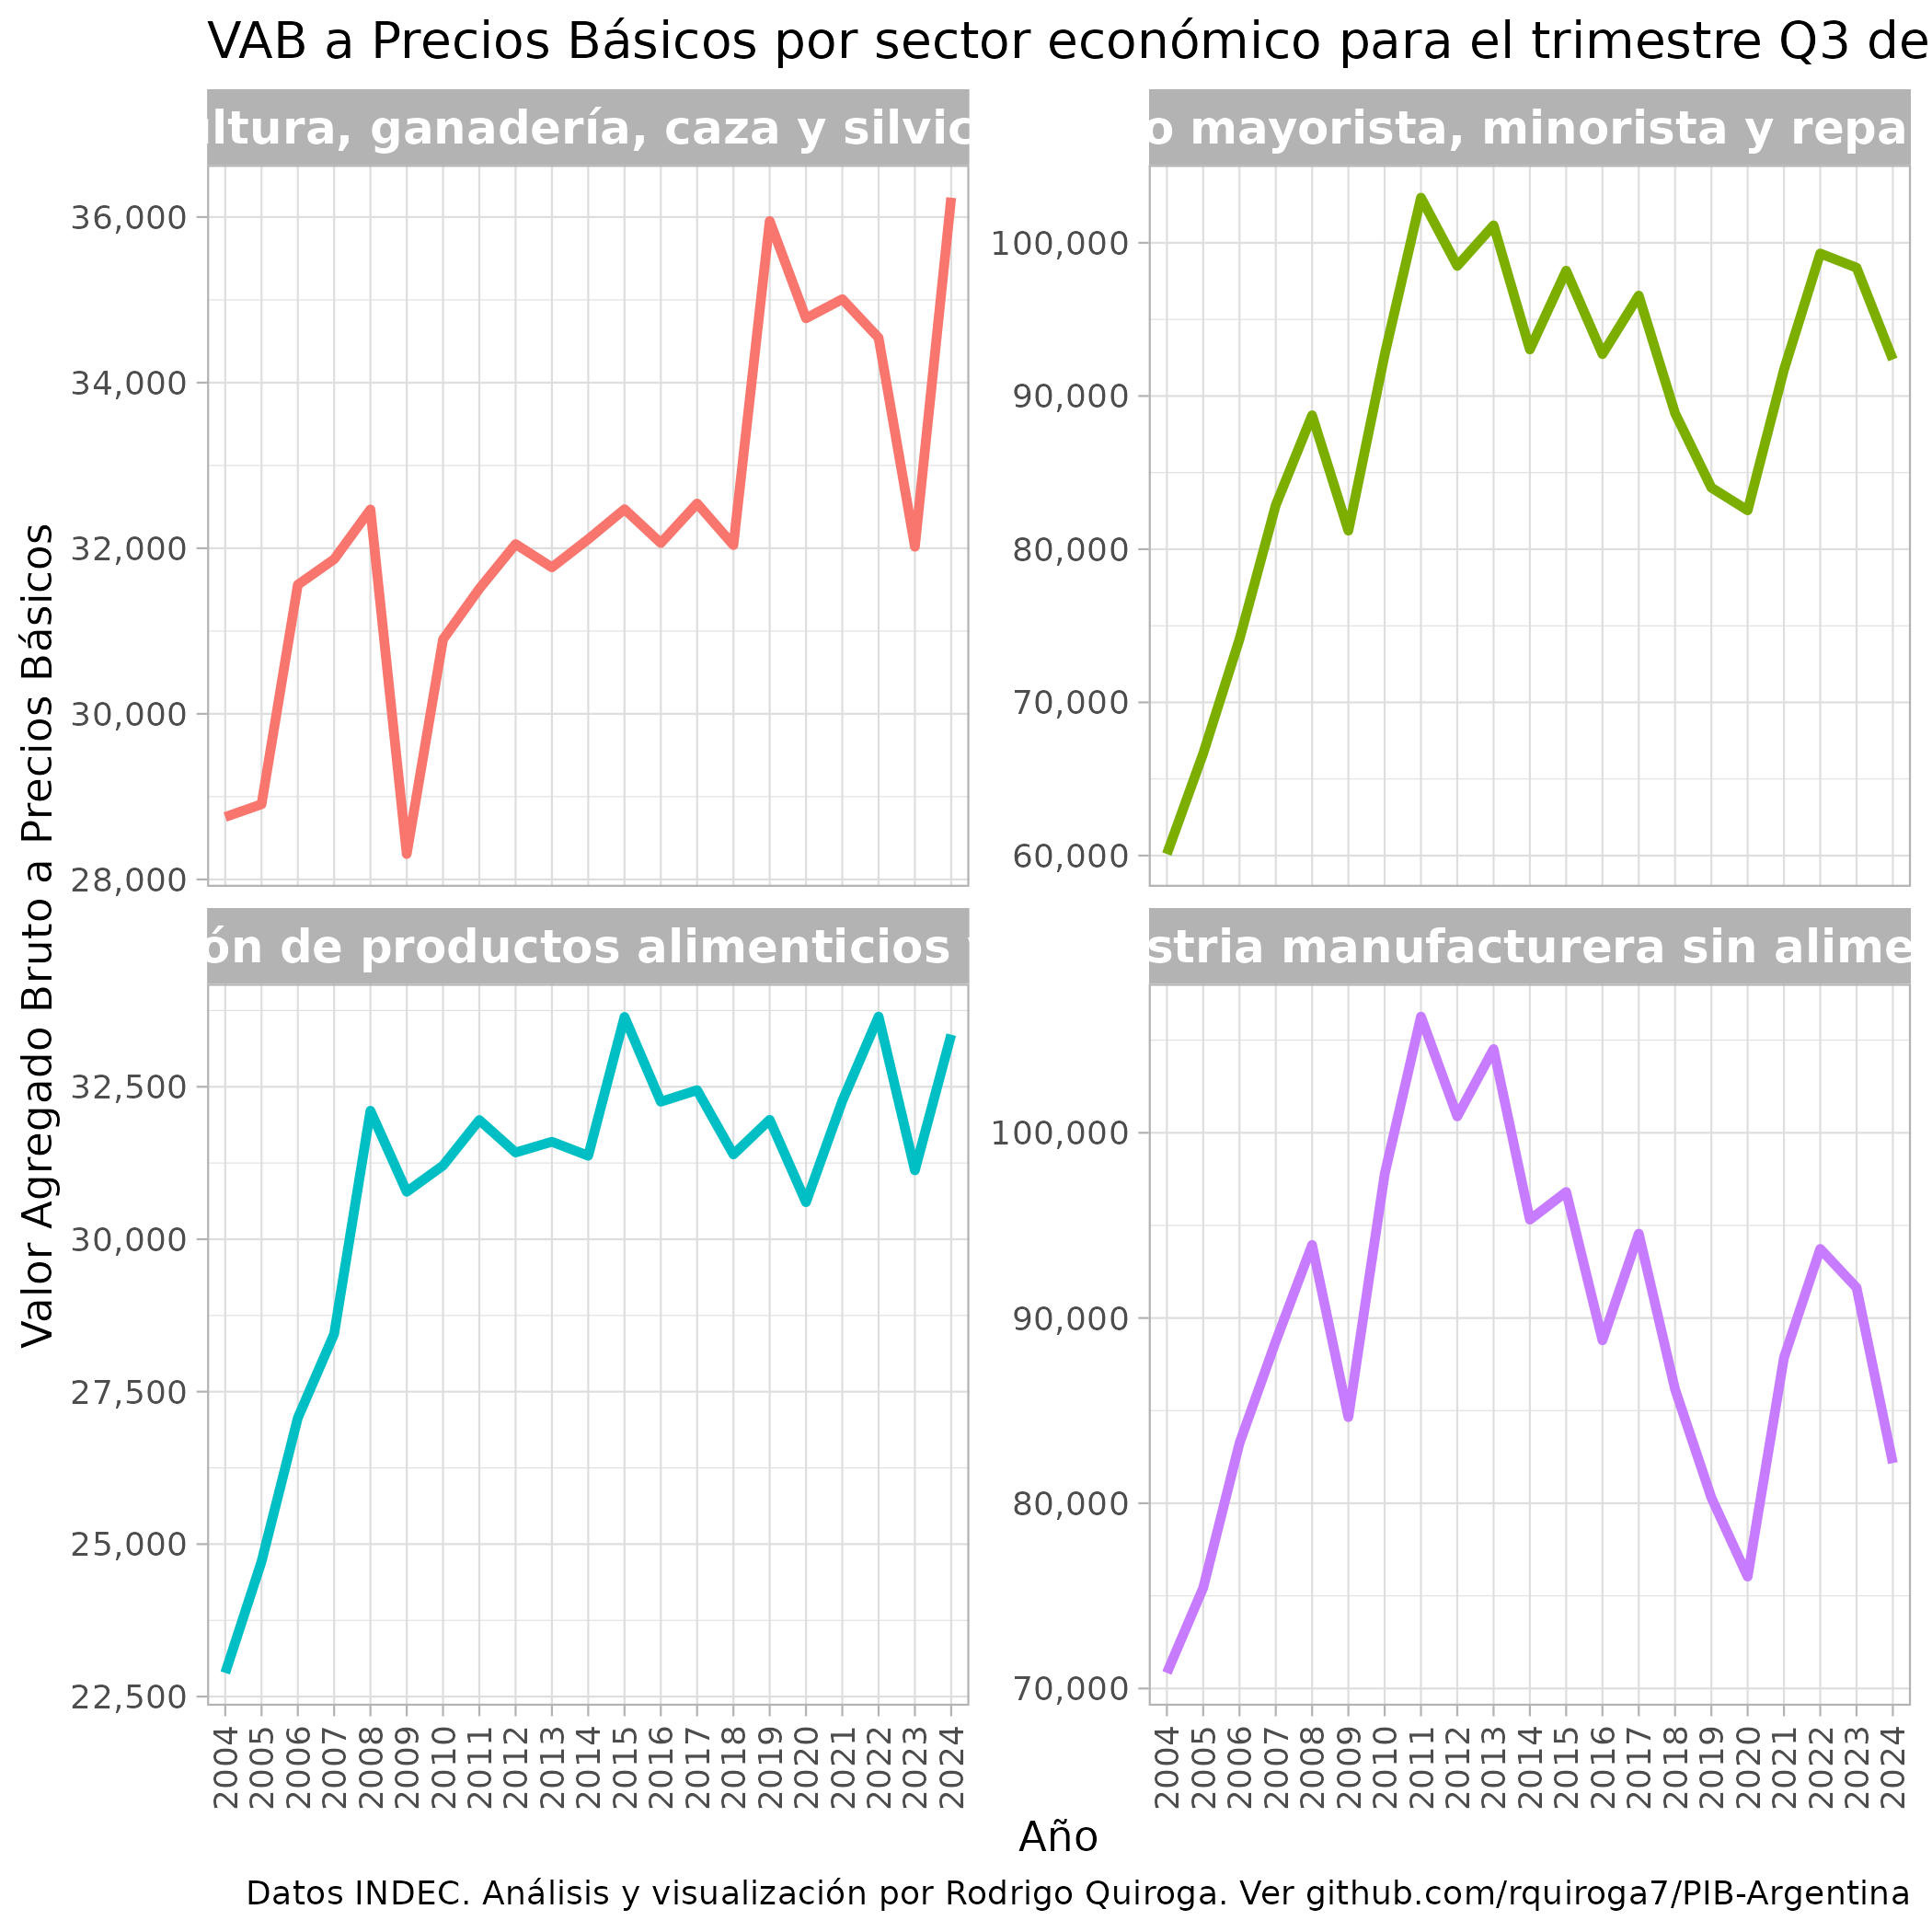 VAB a Precios Básicos por sector económico para el trimestre Q3 de
ultura, ganadería, caza y silvic
o mayorista, minorista y repa
36,000
34,000
32,000
30,000
28,000
100,000
90,000
80,000
70,000
60,000
Valor Agregado Bruto a Precios Básicos
ón de productos alimenticios
stria manufacturera sin alime
32,500
30,000
27,500
25,000
22,500
100,000
90,000
80,000
70,000
2004 2005 2006 2007 2008 2009 2010 2011 2012 2013 2014 2015 2016 2017 2018 2019 2020 2021 2022 2023 2024
2004 2005 2006 2007 2008 2009 2010 2011 2012 2013 2014 2015 2016 2017 2018 2019 2020 2021 2022 2023 2024
Año
Datos INDEC. Análisis y visualización por Rodrigo Quiroga. Ver github.com/rquiroga7/PIB-Argentina